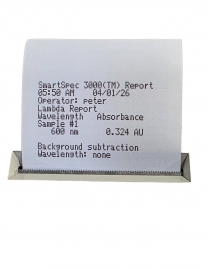 SmartSpec 3000(TM) Report
05:50 AM 04/01/26
Operator: peter
Lambda Report
Wavelength Absorbance
Sample #1
600 nm 0.324 AU
Background subtraction
Wavelength: none